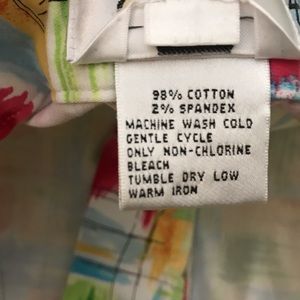 98% COTTON
2% SPANDEX
MACHINE WASH COLD
GENTLE CYCLE
ONLY NON-CHLORINE
BLEACH
TUMBLE DRY LOW
WARM IRON